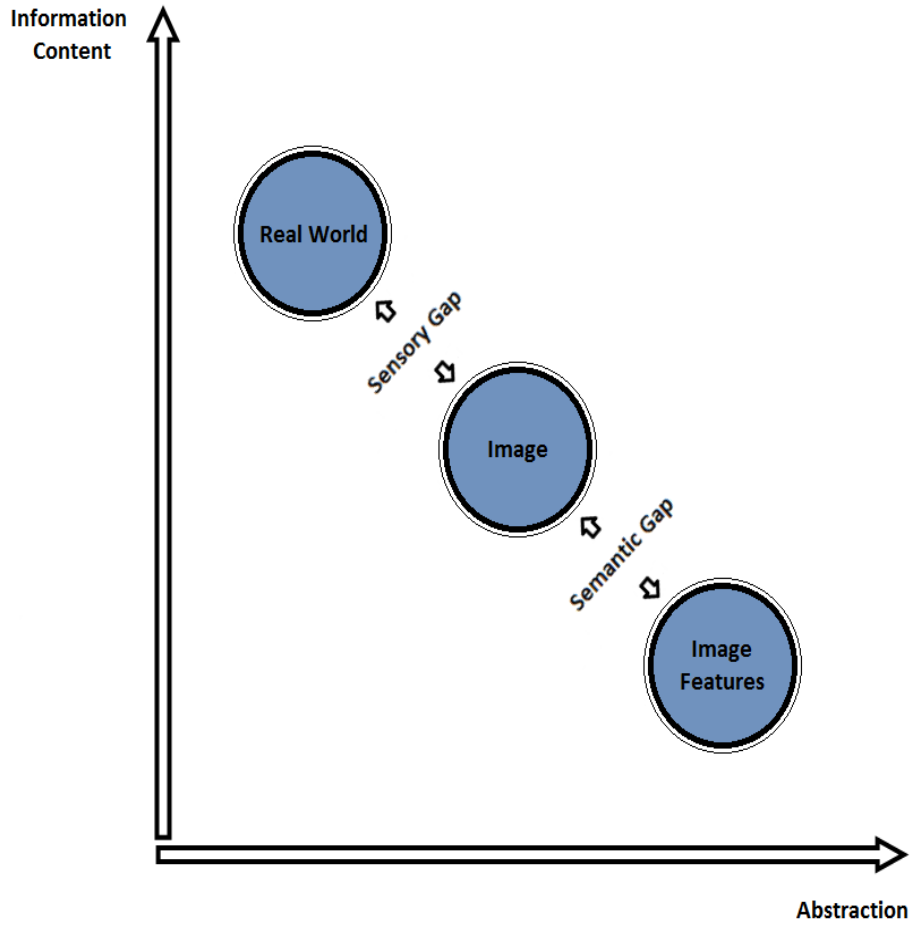 Information
Content
Real World
Sensory Gap
Image
Semantic Gap
Image
Features
Abstraction